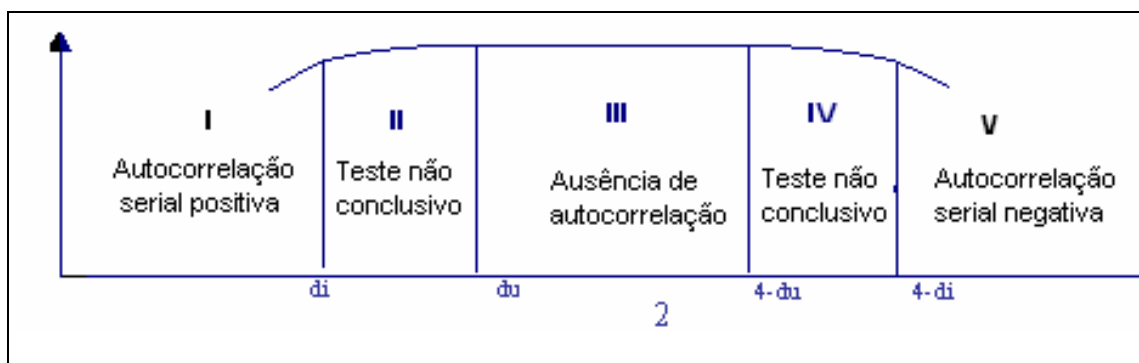 I
II
III
IV
V
Autocorrelação
serial positiva
Teste não
conclusivo
Ausência de
autocorrelação
Teste não
conclusivo
Autocorrelação
serial negativa
di
du
2
4-du
4-di